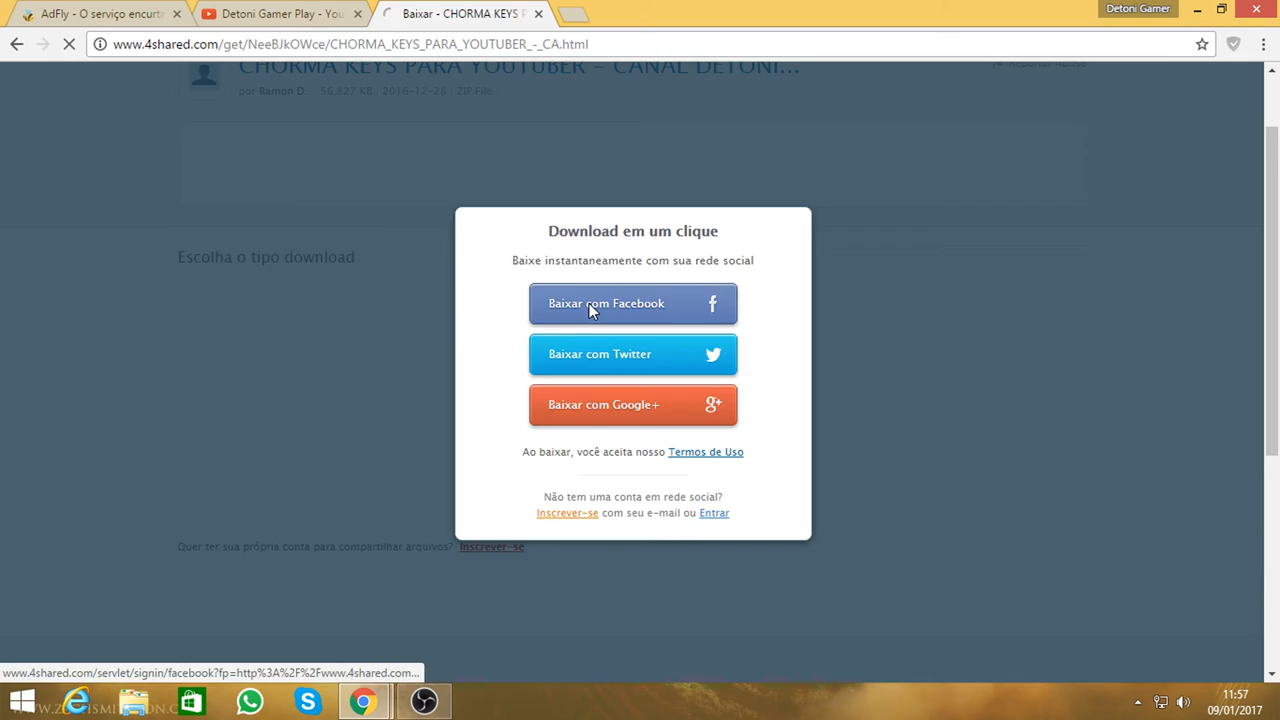 AdFly - O serviço encurta
Detoni Gamer Play - You
Baixar - CHORMA KEYS P
Detoni Gamer
www.4shared.com/get/NeeBJkOWce/CHORMA_KEYS_PARA_YOUTUBER_-_CA.html
CHORMA KEYS PARA YOUTUBER - CANAL DETONI...
por Ramon D. 56,827 KB | 2016-12-28 | ZIP File
Escolha o tipo download
Download em um clique
Baixe instantaneamente com sua rede social
Baixar com Facebook
Baixar com Twitter
Baixar com Google+
Ao baixar, você aceita nosso Termos de Uso
Não tem uma conta em rede social?
Inscrever-se com seu e-mail ou Entrar
Quer ter sua própria conta para compartilhar arquivos? Inscrever-se
www.4shared.com/servlet/signin/facebook?fp=http%3A%2F%2Fwww.4shared.com...
11:57
09/01/2017